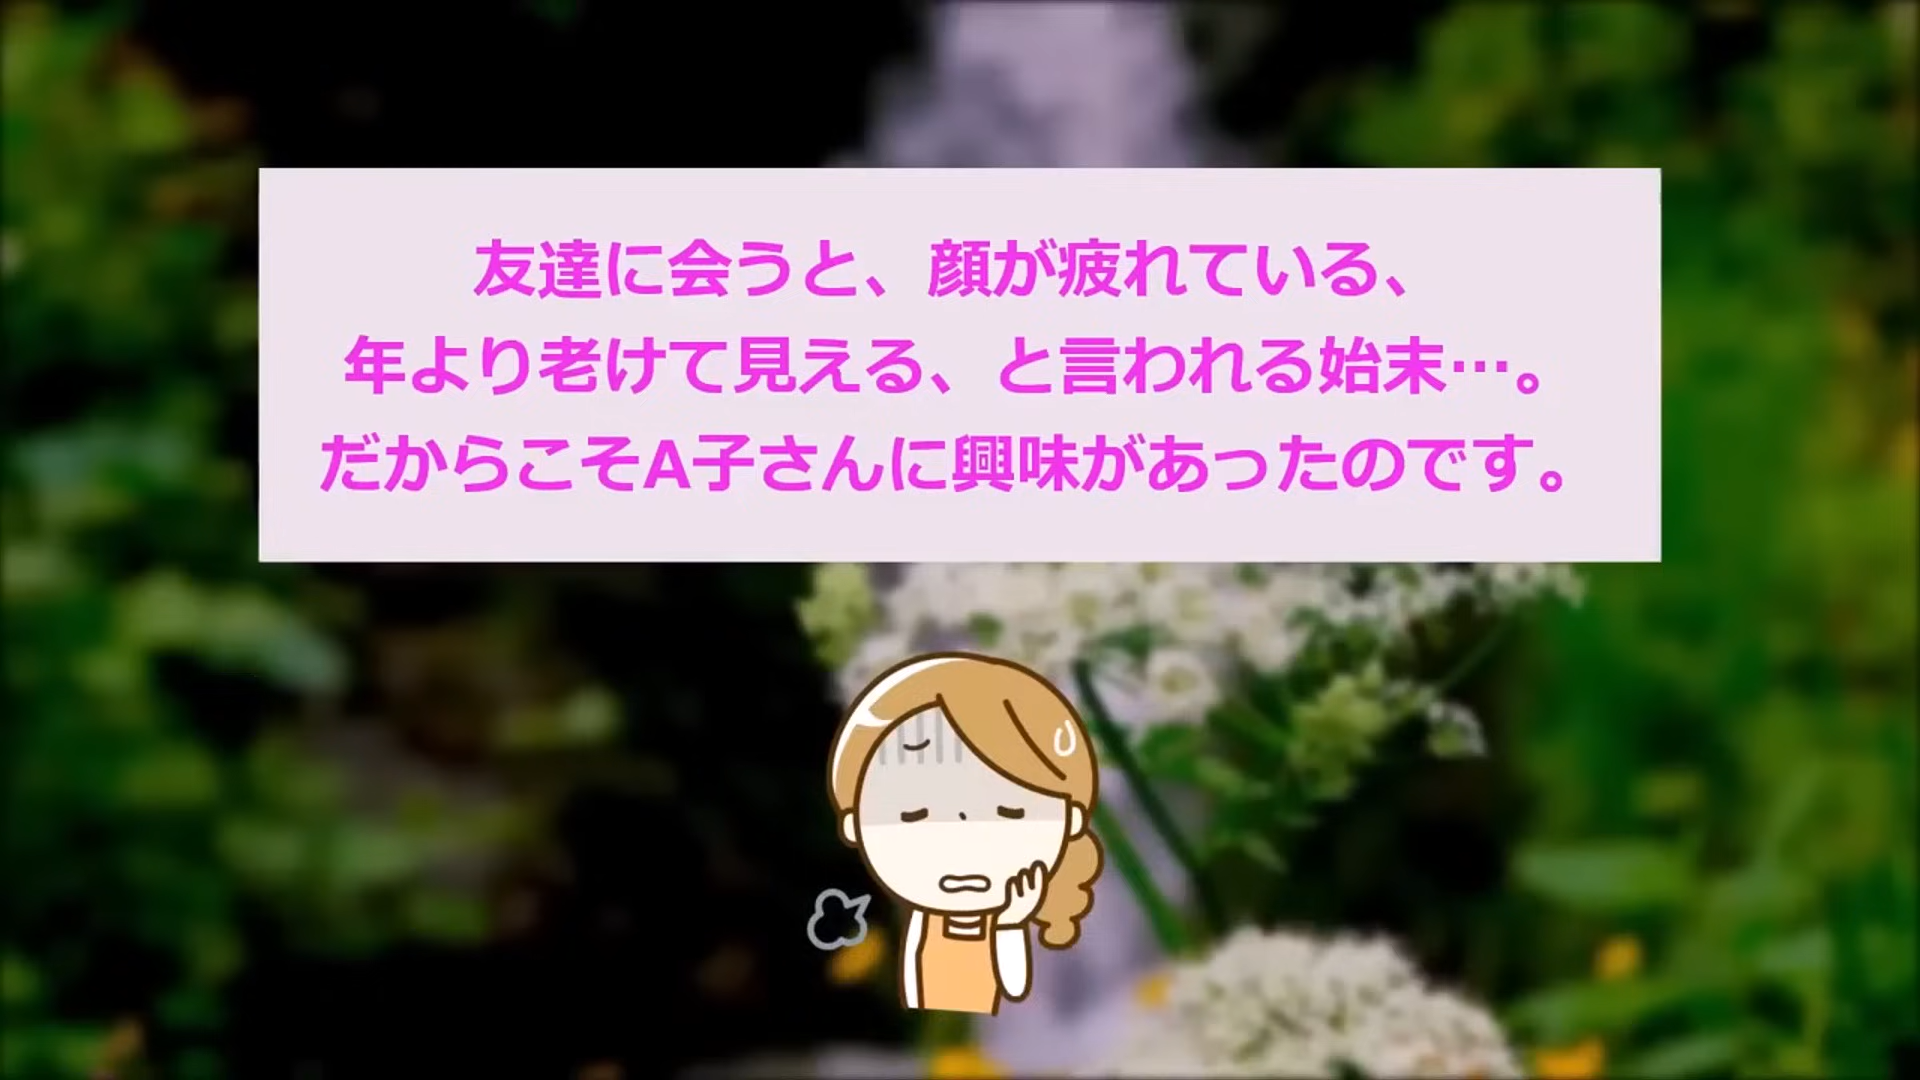 友達に会うと、顔が疲れている、
年より老けて見える、と言われる始末…。
だからこそA子さんに興味があったのです。